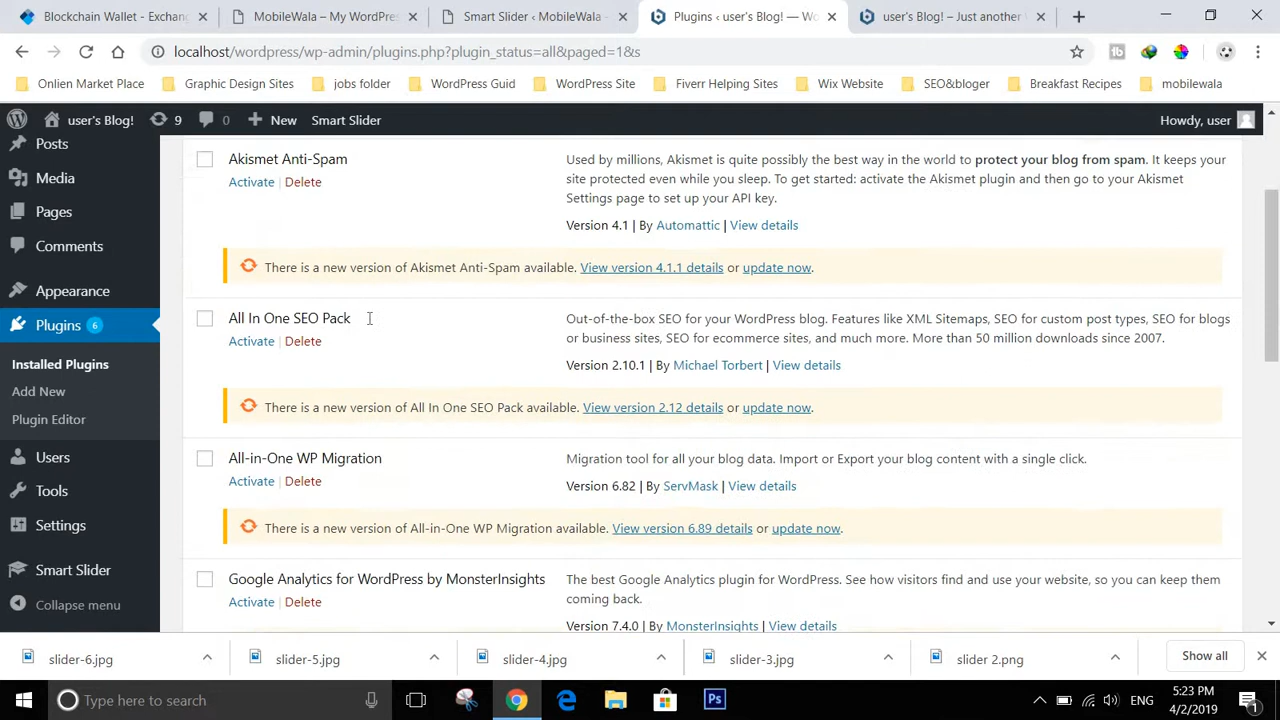 Blockchain Wallet - Exchan
MobileWala – My WordPres
Smart Slider ‹ MobileWala –
Plugins ‹ user's Blog! — Wo
user's Blog! – Just another
localhost/wordpress/wp-admin/plugins.php?plugin_status=all&paged=1&s
Onlien Market Place
Graphic Design Sites
jobs folder
WordPress Guid
WordPress Site
Fiverr Helping Sites
Wix Website
SEO&bloger
Breakfast Recipes
mobilewala
user's Blog! 9 0 New Smart Slider
Howdy, user
Posts
Media
Pages
Comments
Appearance
Plugins 6
Installed Plugins
Add New
Plugin Editor
Users
Tools
Settings
Smart Slider
Collapse menu
Akismet Anti-Spam
Activate | Delete
Used by millions, Akismet is quite possibly the best way in the world to protect your blog from spam. It keeps your
site protected even while you sleep. To get started: activate the Akismet plugin and then go to your Akismet
Settings page to set up your API key.
Version 4.1 | By Automattic | View details
There is a new version of Akismet Anti-Spam available. View version 4.1.1 details or update now.
All In One SEO Pack
Activate | Delete
Out-of-the-box SEO for your WordPress blog. Features like XML Sitemaps, SEO for custom post types, SEO for blogs
or business sites, SEO for ecommerce sites, and much more. More than 50 million downloads since 2007.
Version 2.10.1 | By Michael Torbert | View details
There is a new version of All In One SEO Pack available. View version 2.12 details or update now.
All-in-One WP Migration
Activate | Delete
Migration tool for all your blog data. Import or Export your blog content with a single click.
Version 6.82 | By ServMask | View details
There is a new version of All-in-One WP Migration available. View version 6.89 details or update now.
Google Analytics for WordPress by MonsterInsights
Activate | Delete
The best Google Analytics plugin for WordPress. See how visitors find and use your website, so you can keep them
coming back.
Version 7.4.0 | By MonsterInsights | View details
slider-6.jpg
slider-5.jpg
slider-4.jpg
slider-3.jpg
slider 2.png
Show all
Type here to search
Ps
ENG
5:23 PM
4/2/2019
1